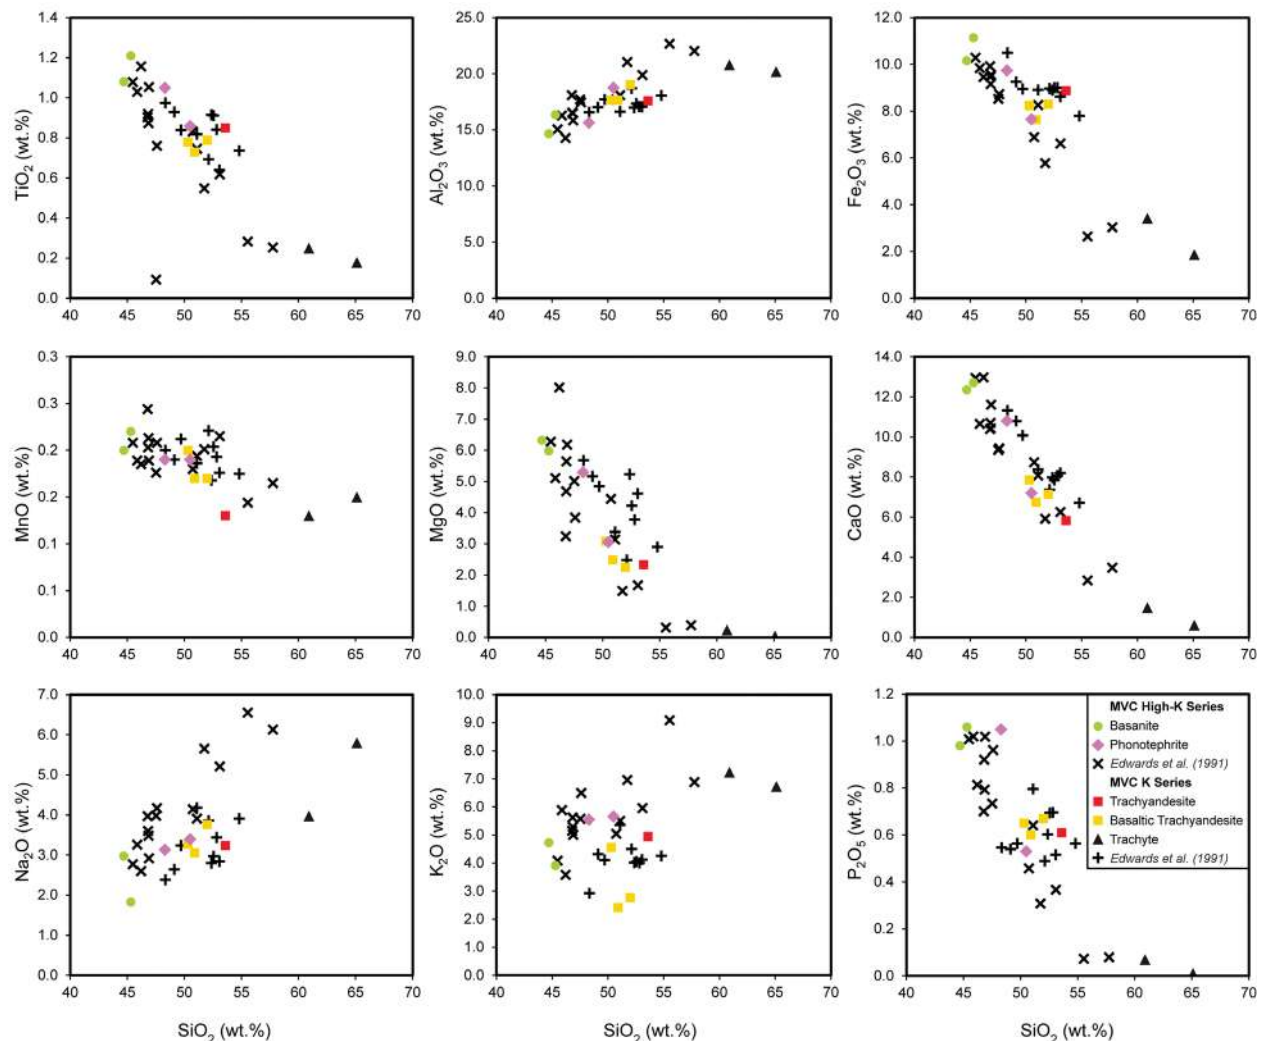 1.4
1.2
1.0
0.8
0.6
0.4
0.2
0.0
TiO₂ (wt.%)
40 45 50 55 60 65 70
25.0
20.0
15.0
10.0
5.0
0.0
Al₂O₃ (wt.%)
40 45 50 55 60 65 70
12.0
10.0
8.0
6.0
4.0
2.0
0.0
Fe₂O₃ (wt.%)
40 45 50 55 60 65 70
0.3
0.3
0.2
0.2
0.1
0.1
0.0
MnO (wt.%)
40 45 50 55 60 65 70
9.0
8.0
7.0
6.0
5.0
4.0
3.0
2.0
1.0
0.0
MgO (wt.%)
40 45 50 55 60 65 70
14.0
12.0
10.0
8.0
6.0
4.0
2.0
0.0
CaO (wt.%)
40 45 50 55 60 65 70
7.0
6.0
5.0
4.0
3.0
2.0
1.0
0.0
Na₂O (wt.%)
40 45 50 55 60 65 70
SiO₂ (wt.%)
10.0
9.0
8.0
7.0
6.0
5.0
4.0
3.0
2.0
1.0
0.0
K₂O (wt.%)
40 45 50 55 60 65 70
SiO₂ (wt.%)
1.2
1.0
0.8
0.6
0.4
0.2
0.0
P₂O₅ (wt.%)
MVC High-K Series
Basanite
Phonotephrite
Edwards et al. (1991)
MVC K Series
Trachyandesite
Basaltic Trachyandesite
Trachyte
Edwards et al. (1991)
40 45 50 55 60 65 70
SiO₂ (wt.%)